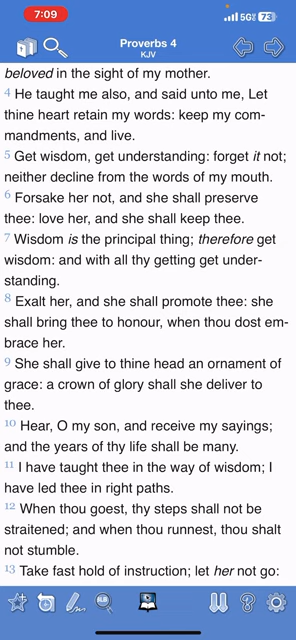 7:09
5G
73
Proverbs 4
KJV
beloved in the sight of my mother.
4 He taught me also, and said unto me, Let
thine heart retain my words: keep my com-
mandments, and live.
5 Get wisdom, get understanding: forget it not;
neither decline from the words of my mouth.
6 Forsake her not, and she shall preserve
thee: love her, and she shall keep thee.
7 Wisdom is the principal thing; therefore get
wisdom: and with all thy getting get under-
standing.
8 Exalt her, and she shall promote thee: she
shall bring thee to honour, when thou dost em-
brace her.
9 She shall give to thine head an ornament of
grace: a crown of glory shall she deliver to
thee.
10 Hear, O my son, and receive my sayings;
and the years of thy life shall be many.
11 I have taught thee in the way of wisdom; I
have led thee in right paths.
12 When thou goest, thy steps shall not be
straitened; and when thou runnest, thou shalt
not stumble.
13 Take fast hold of instruction; let her not go: